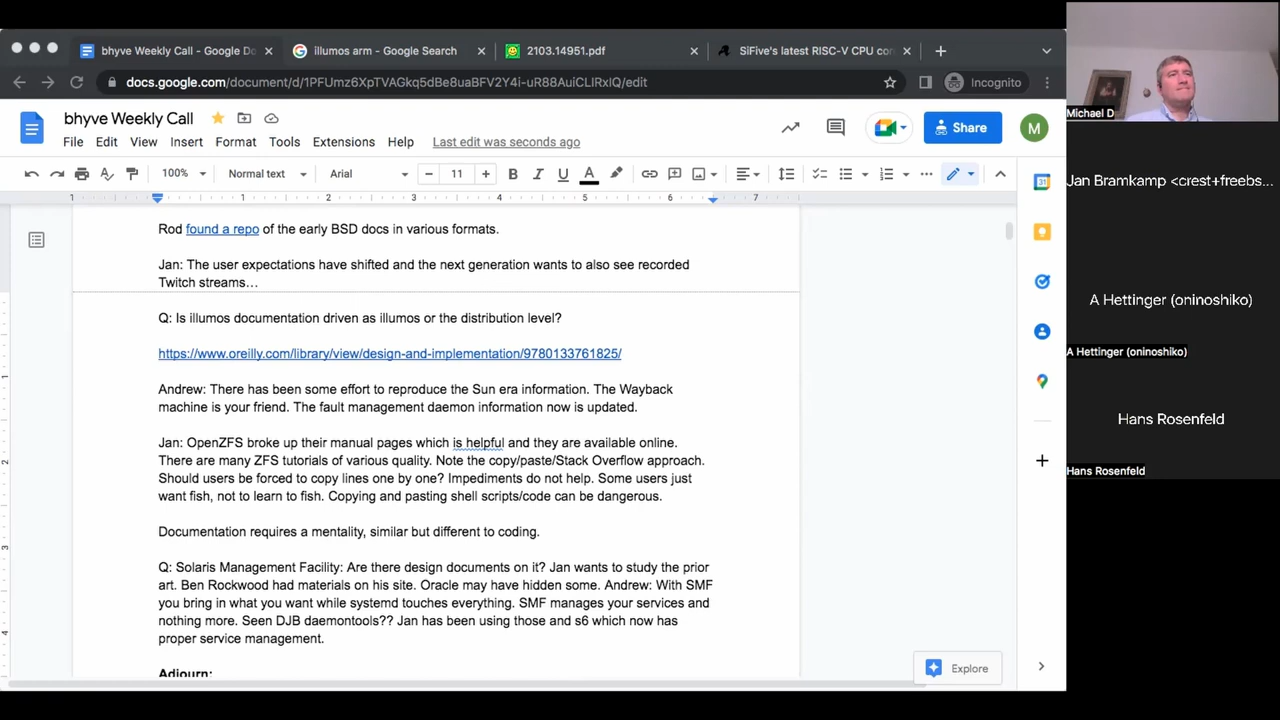 bhyve Weekly Call - Google Do
illumos arm - Google Search
2103.14951.pdf
SiFive's latest RISC-V CPU co
docs.google.com/document/d/1PFUmz6XpTVAGkq5dBe8uaBFV2Y4i-uR88AuiCLIRxIQ/edit
Incognito
bhyve Weekly Call
Share
M
File Edit View Insert Format Tools Extensions Help Last edit was seconds ago
100% Normal text Arial 11
1 1 2 3 4 5 6 7
Rod found a repo of the early BSD docs in various formats.
Jan: The user expectations have shifted and the next generation wants to also see recorded
Twitch streams…
Q: Is illumos documentation driven as illumos or the distribution level?
https://www.oreilly.com/library/view/design-and-implementation/9780133761825/
Andrew: There has been some effort to reproduce the Sun era information. The Wayback
machine is your friend. The fault management daemon information now is updated.
Jan: OpenZFS broke up their manual pages which is helpful and they are available online.
There are many ZFS tutorials of various quality. Note the copy/paste/Stack Overflow approach.
Should users be forced to copy lines one by one? Impediments do not help. Some users just
want fish, not to learn to fish. Copying and pasting shell scripts/code can be dangerous.
Documentation requires a mentality, similar but different to coding.
Q: Solaris Management Facility: Are there design documents on it? Jan wants to study the prior
art. Ben Rockwood had materials on his site. Oracle may have hidden some. Andrew: With SMF
you bring in what you want while systemd touches everything. SMF manages your services and
nothing more. Seen DJB daemontools?? Jan has been using those and s6 which now has
proper service management.
Adjourn:
Explore
1
2
3
4
Michael D
Jan Bramkamp <crest+freebs...
A Hettinger (oninoshiko)
A Hettinger (oninoshiko)
Hans Rosenfeld
Hans Rosenfeld